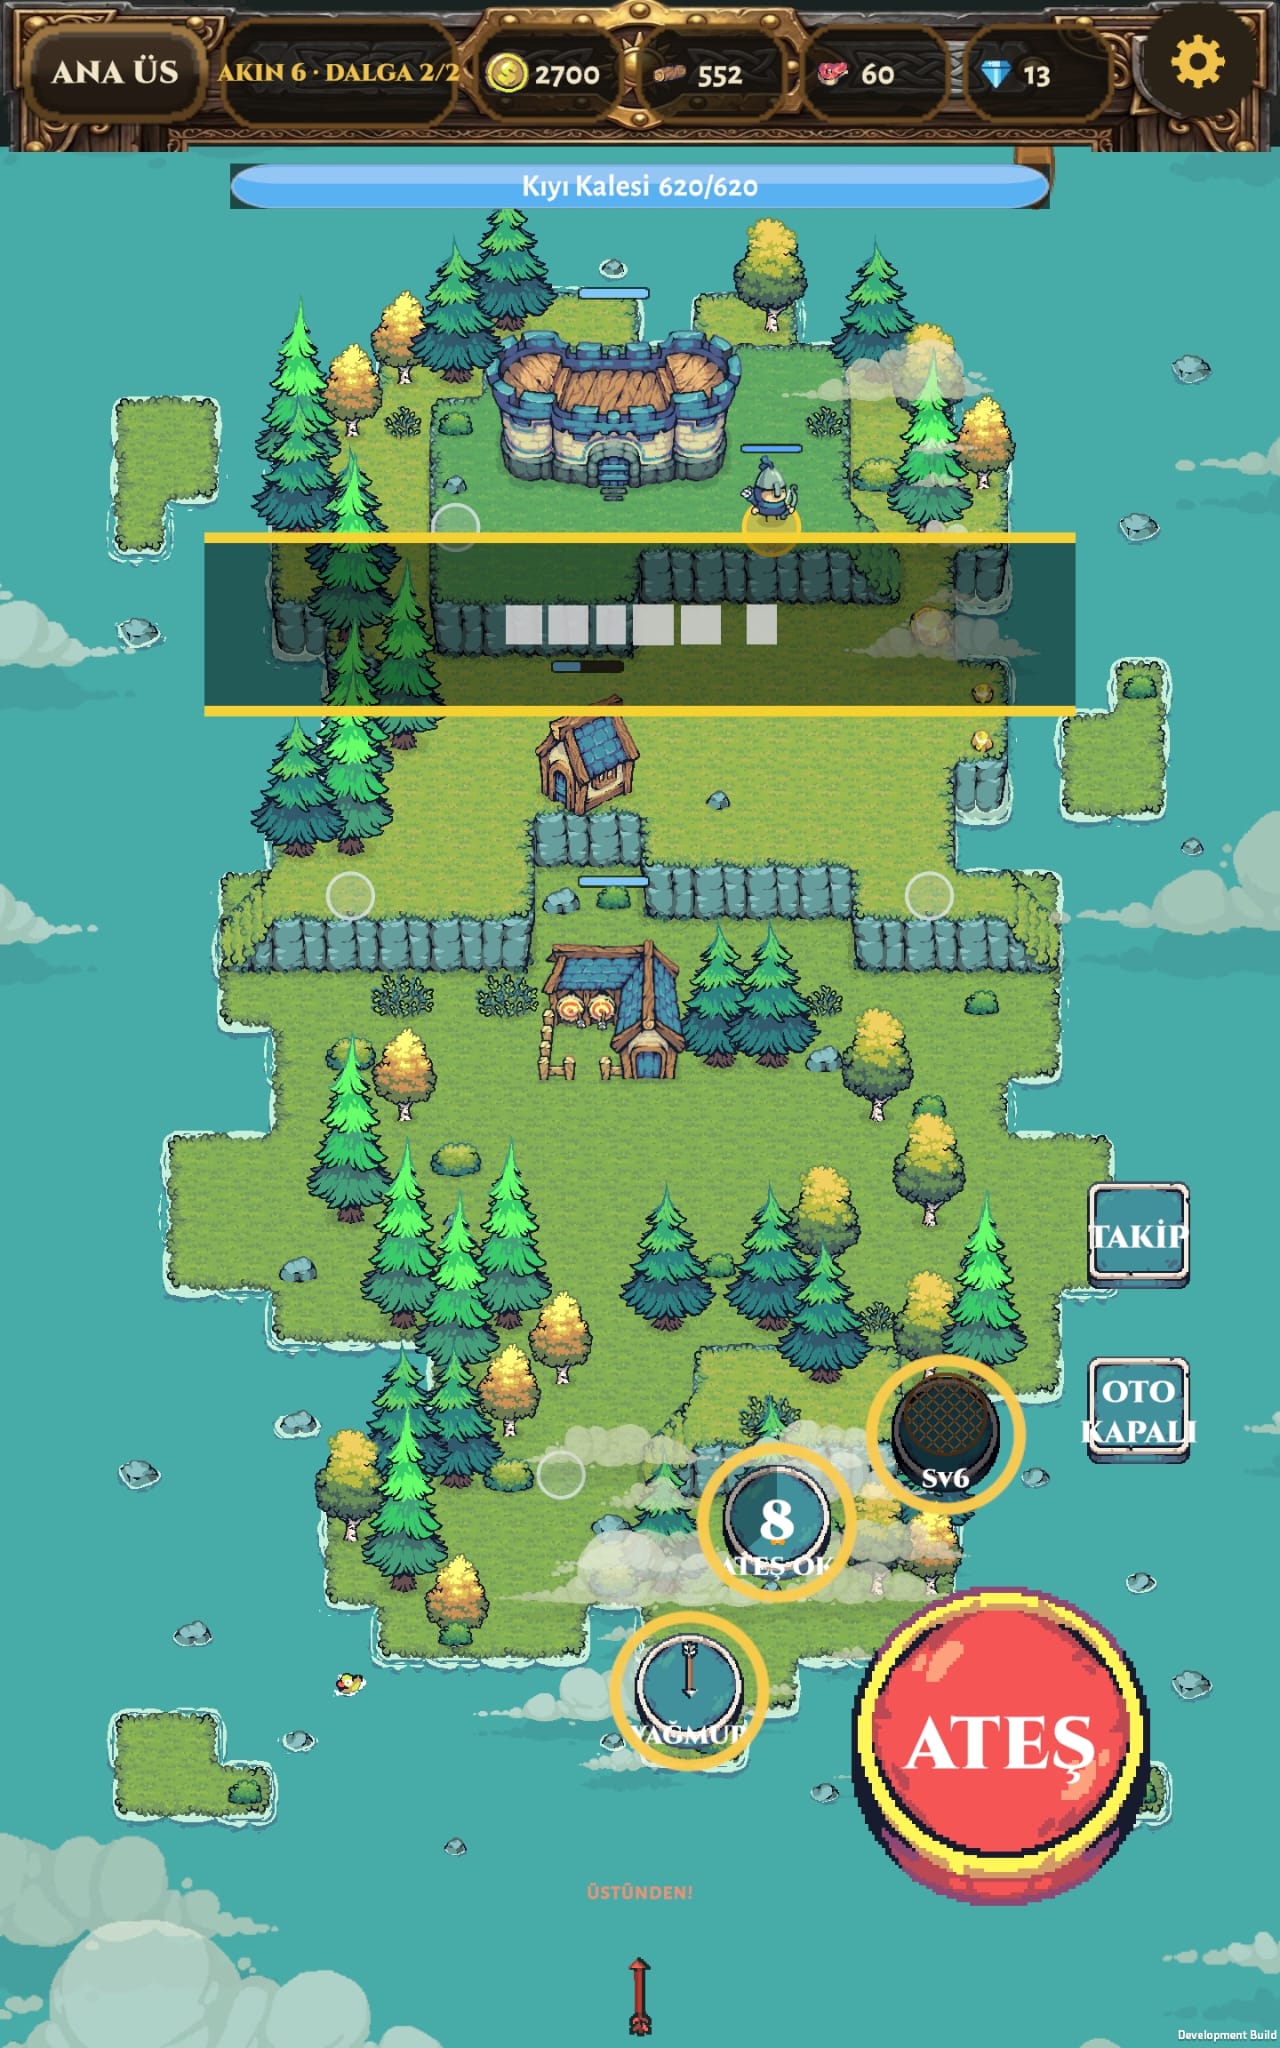 ANA ÜS
AKIN 6 · DALGA 2/2
2700
552
60
13
Kıyı Kalesi 620/620
TAKİP
OTO
KAPALI
Sv6
8
ATEŞ OK
YAĞMUR
ATEŞ
ÜSTÜNDEN!
Development Build